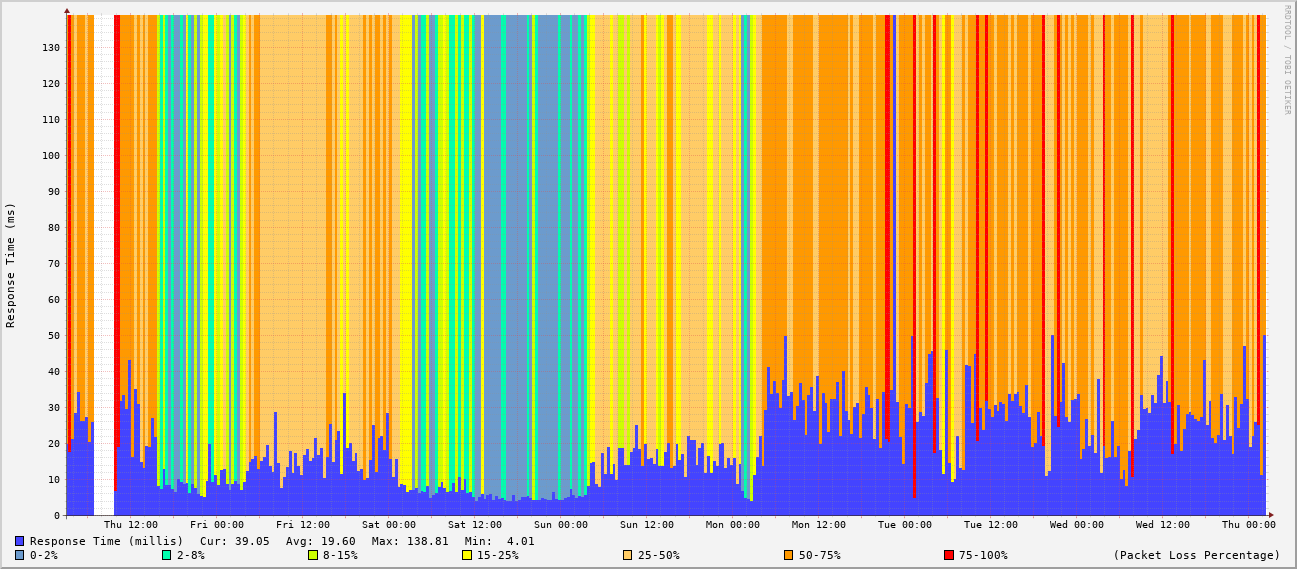 RRDTOOL / TOBI OETIKER
Response Time (ms)
130
120
110
100
90
80
70
60
50
40
30
20
10
0
Thu 12:00 Fri 00:00 Fri 12:00 Sat 00:00 Sat 12:00 Sun 00:00 Sun 12:00 Mon 00:00 Mon 12:00 Tue 00:00 Tue 12:00 Wed 00:00 Wed 12:00 Thu 00:00
Response Time (millis) Cur: 39.05 Avg: 19.60 Max: 138.81 Min: 4.01
0-2% 2-8% 8-15% 15-25% 25-50% 50-75% 75-100% (Packet Loss Percentage)